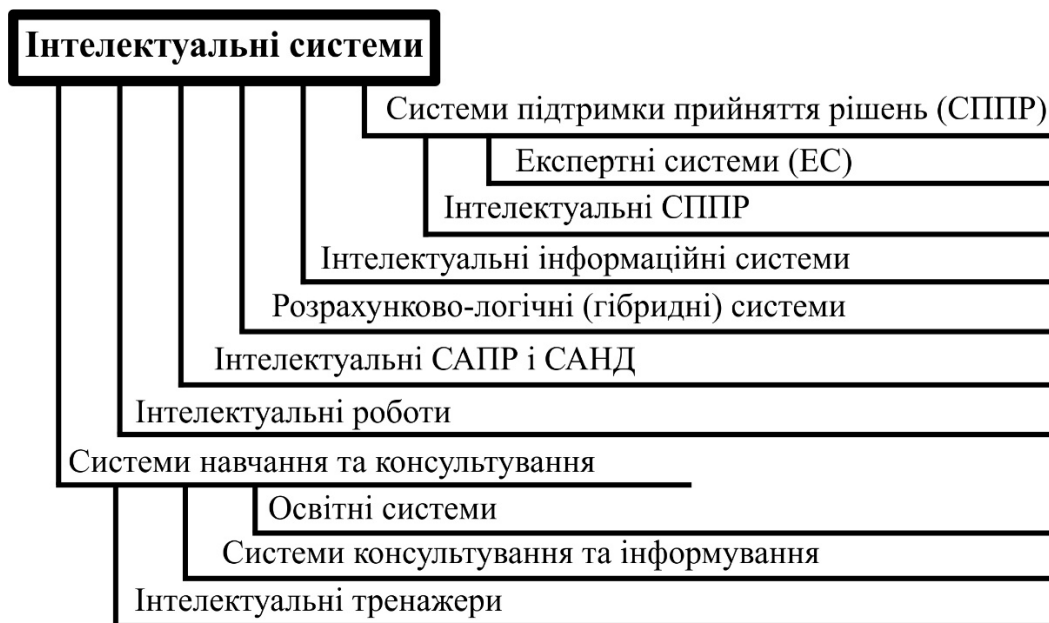 Інтелектуальні системи
Системи підтримки прийняття рішень (СППР)
Експертні системи (ЕС)
Інтелектуальні СППР
Інтелектуальні інформаційні системи
Розрахунково-логічні (гібридні) системи
Інтелектуальні САПР і САНД
Інтелектуальні роботи
Системи навчання та консультування
Освітні системи
Системи консультування та інформування
Інтелектуальні тренажери